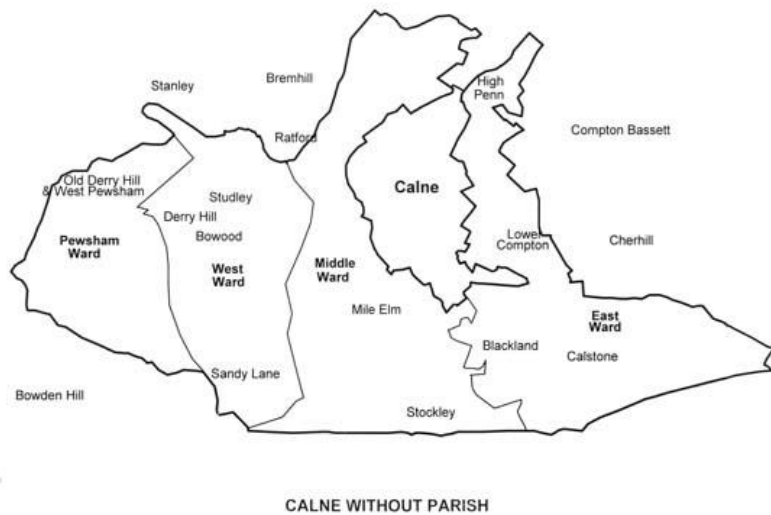 High
Penn
Bremhill
Stanley
Compton Bassett
Ratford
Old Derry Hill
& West Pewsham
Calne
Studley
Derry Hill
Bowood
Lower
Compton
Cherhill
Pewsham
Ward
West
Ward
Middle
Ward
Mile Elm
East
Ward
Blackland
Calstone
Sandy Lane
Bowden Hill
Stockley
CALNE WITHOUT PARISH